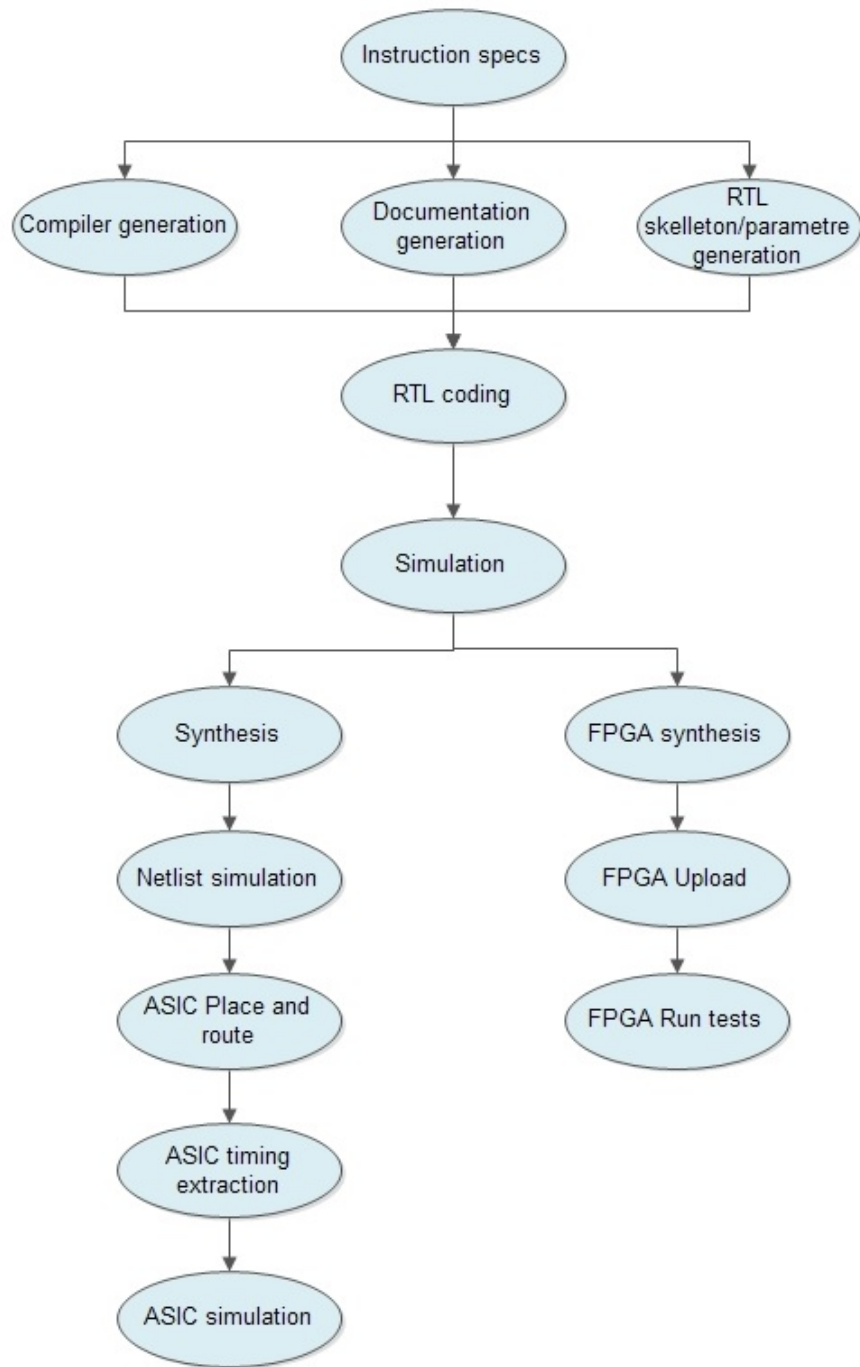 Instruction specs
Compiler generation
Documentation
generation
RTL
skelleton/parametre
generation
RTL coding
Simulation
Synthesis
FPGA synthesis
Netlist simulation
FPGA Upload
ASIC Place and
route
FPGA Run tests
ASIC timing
extraction
ASIC simulation